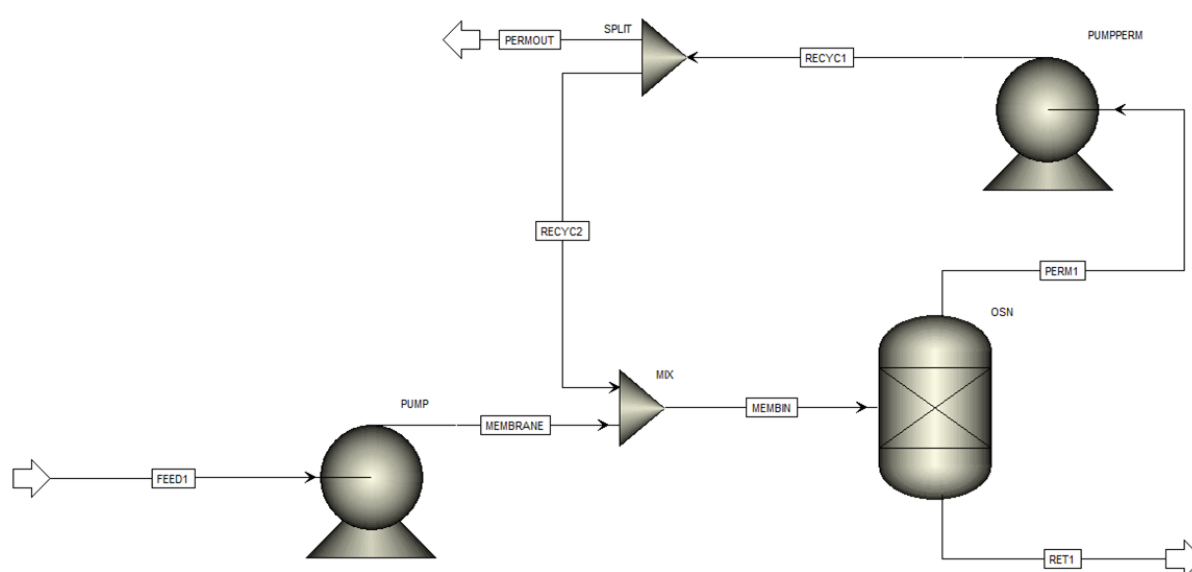 SPLIT
PUMPPERM
PERMOUT
RECYC1
RECYC2
PERM1
OSN
MIX
PUMP
MEMBRANE
MEMBIN
FEED1
RET1